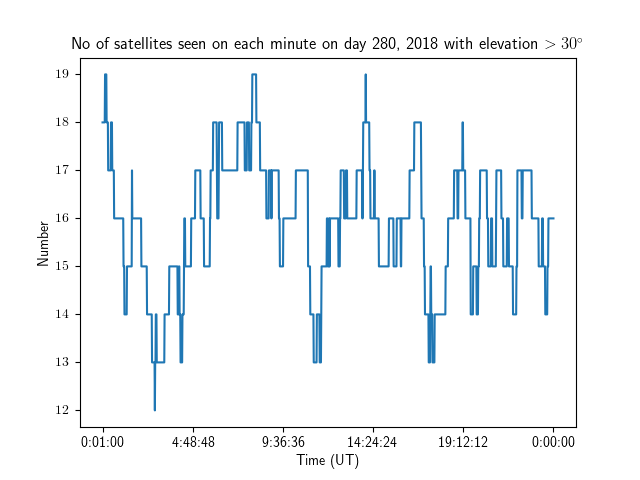 No of satellites seen on each minute on day 280, 2018 with elevation > 30°
19
18
17
16
15
14
13
12
Number
0:01:00 4:48:48 9:36:36 14:24:24 19:12:12 0:00:00
Time (UT)